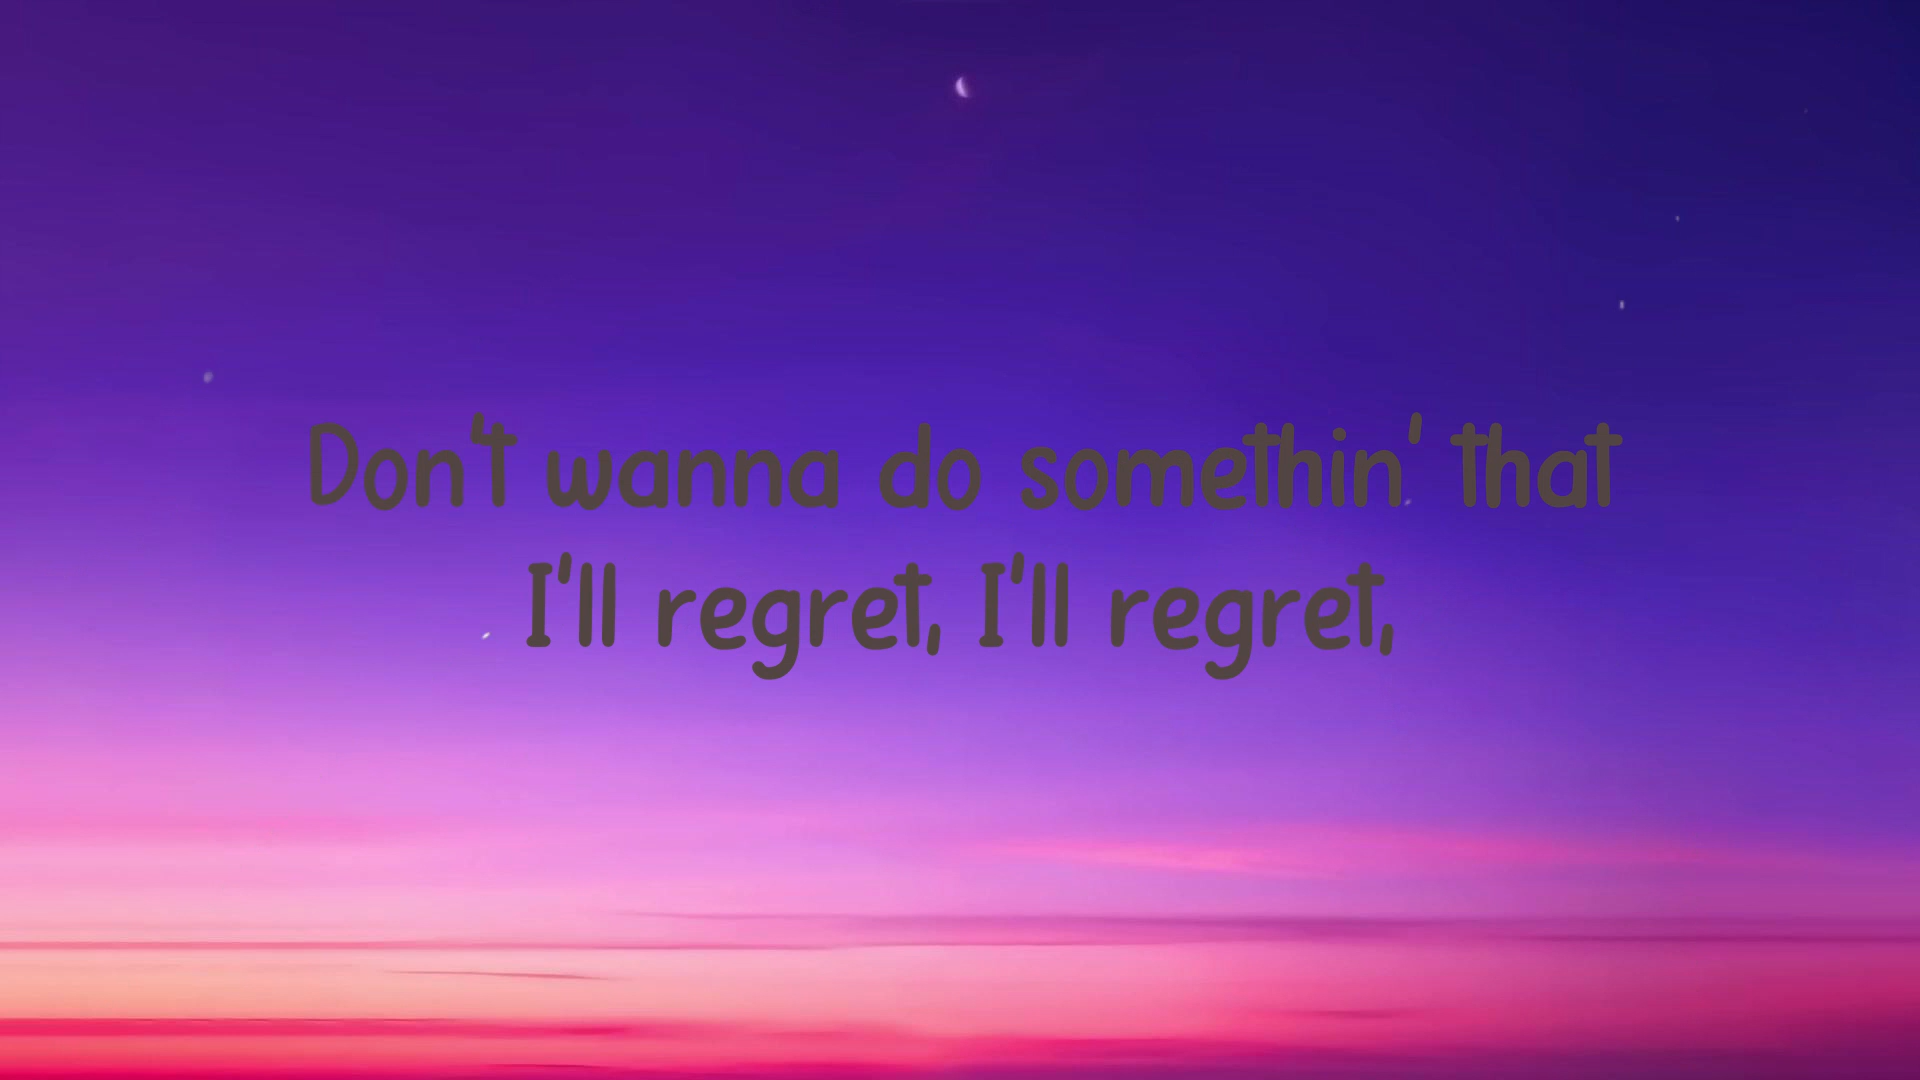 Don't wanna do somethin' that
I'll regret, I'll regret,